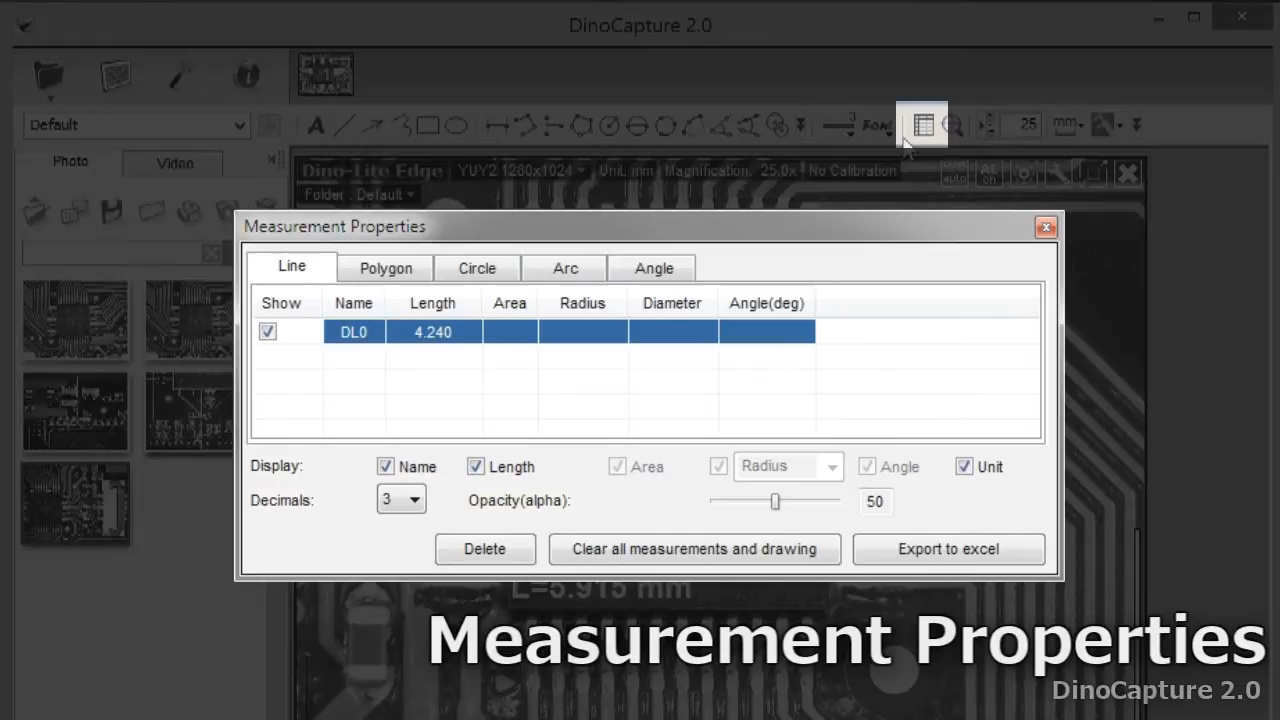 DinoCapture 2.0
Default
A
Font
25
mm
Photo
Video
Dino-Lite Edge
YUY2 1280x1024
Unit, mm
Magnification: 25.0x
No Calibration
Folder : Default
Measurement Properties
Line Polygon Circle Arc Angle
Show Name Length Area Radius Diameter Angle(deg)
DL0 4.240
Display: Name Length Area Radius Angle Unit
Decimals: 3 Opacity(alpha): 50
Delete Clear all measurements and drawing Export to excel
L=5.915 mm
Measurement Properties
DinoCapture 2.0